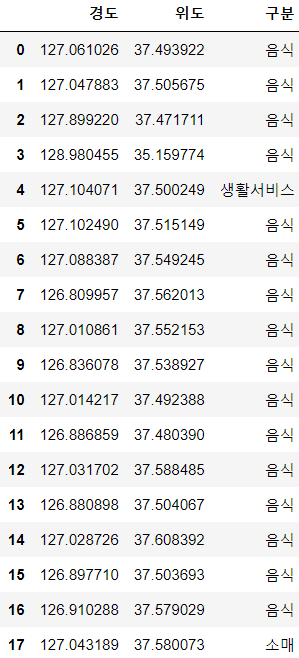 경도 위도 구분
0 127.061026 37.493922 음식
1 127.047883 37.505675 음식
2 127.899220 37.471711 음식
3 128.980455 35.159774 음식
4 127.104071 37.500249 생활서비스
5 127.102490 37.515149 음식
6 127.088387 37.549245 음식
7 126.809957 37.562013 음식
8 127.010861 37.552153 음식
9 126.836078 37.538927 음식
10 127.014217 37.492388 음식
11 126.886859 37.480390 음식
12 127.031702 37.588485 음식
13 126.880898 37.504067 음식
14 127.028726 37.608392 음식
15 126.897710 37.503693 음식
16 126.910288 37.579029 음식
17 127.043189 37.580073 소매